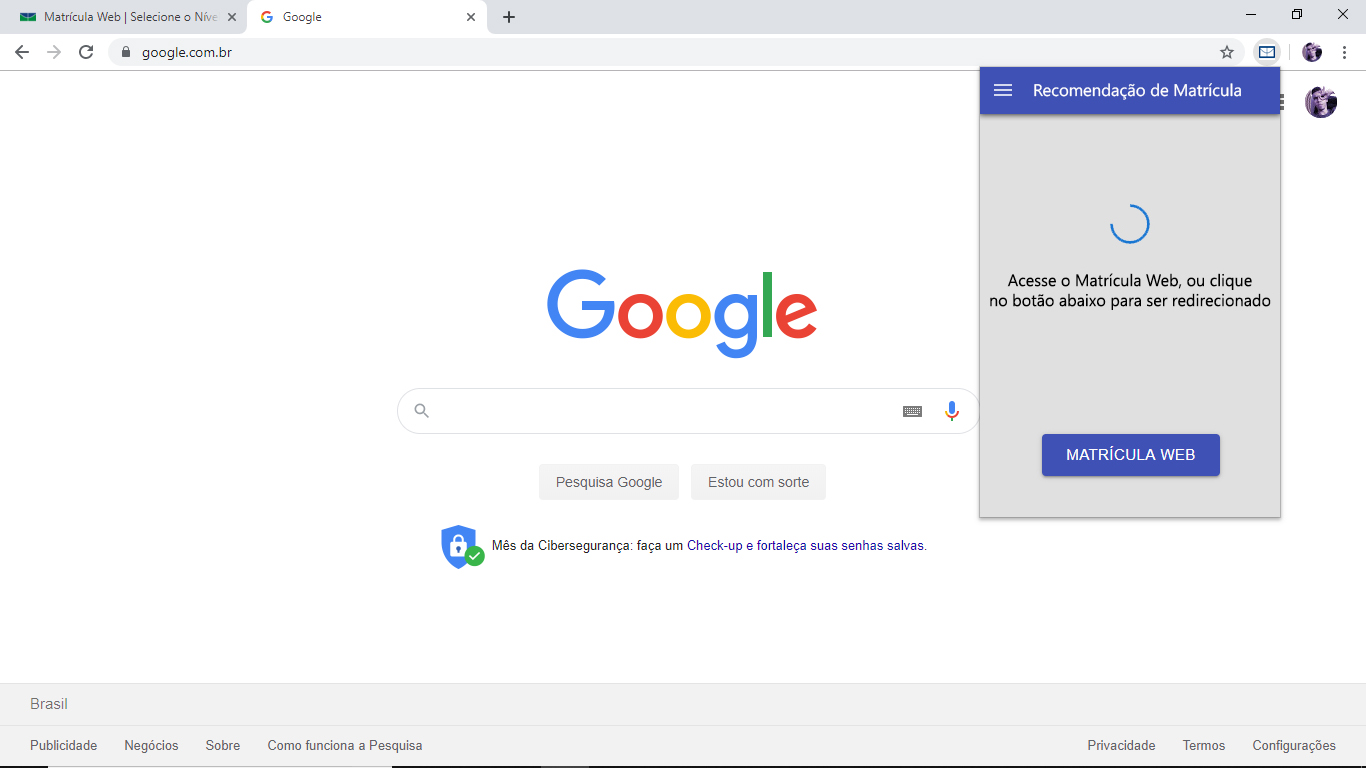 Matrícula Web | Selecione o Níve
Google
google.com.br
Recomendação de Matrícula
Google
Acesse o Matrícula Web, ou clique
no botão abaixo para ser redirecionado
MATRÍCULA WEB
Pesquisa Google
Estou com sorte
Mês da Cibersegurança: faça um Check-up e fortaleça suas senhas salvas.
Brasil
Publicidade
Negócios
Sobre
Como funciona a Pesquisa
Privacidade
Termos
Configurações